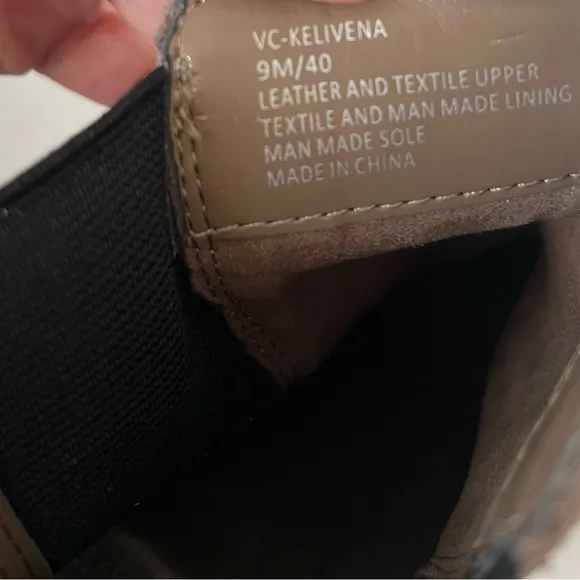 VC-KELIVENA
9M/40
LEATHER AND TEXTILE UPPER
TEXTILE AND MAN MADE LINING
MAN MADE SOLE
MADE IN CHINA